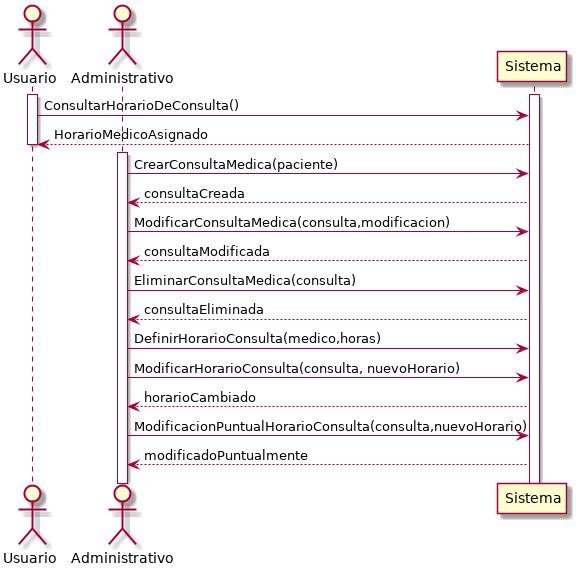 Usuario
Administrativo
Sistema
ConsultarHorarioDeConsulta()
HorarioMedicoAsignado
CrearConsultaMedica(paciente)
consultaCreada
ModificarConsultaMedica(consulta,modificacion)
consultaModificada
EliminarConsultaMedica(consulta)
consultaEliminada
DefinirHorarioConsulta(medico,horas)
ModificarHorarioConsulta(consulta, nuevoHorario)
horarioCambiado
ModificacionPuntualHorarioConsulta(consulta,nuevoHorario)
modificadoPuntualmente
Usuario
Administrativo
Sistema